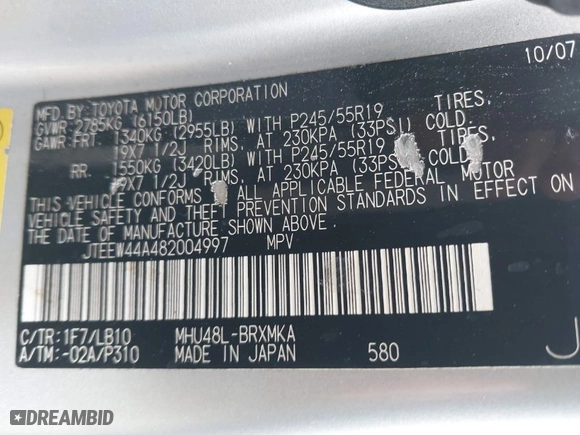 10/07
MFD. BY TOYOTA MOTOR CORPORATION
GVWR 2785KG (6150LB)
GAWR FRT 1340KG (2955LB) WITH P245/55R19 TIRES,
19X7 1/2J RIMS, AT 230KPA (33PSI) COLD.
RR 1550KG (3420LB) WITH P245/55R19 TIRES,
19X7 1/2J RIMS, AT 230KPA (33PSI) COLD.
THIS VEHICLE CONFORMS TO ALL APPLICABLE FEDERAL MOTOR
VEHICLE SAFETY AND THEFT PREVENTION STANDARDS IN EFFECT ON
THE DATE OF MANUFACTURE SHOWN ABOVE.
JTEEW44A482004997 MPV
C/TR: 1F7/LB10 MHU48L-BRXMKA
A/TM: -02A/P310 MADE IN JAPAN 580
J
DREAMBID